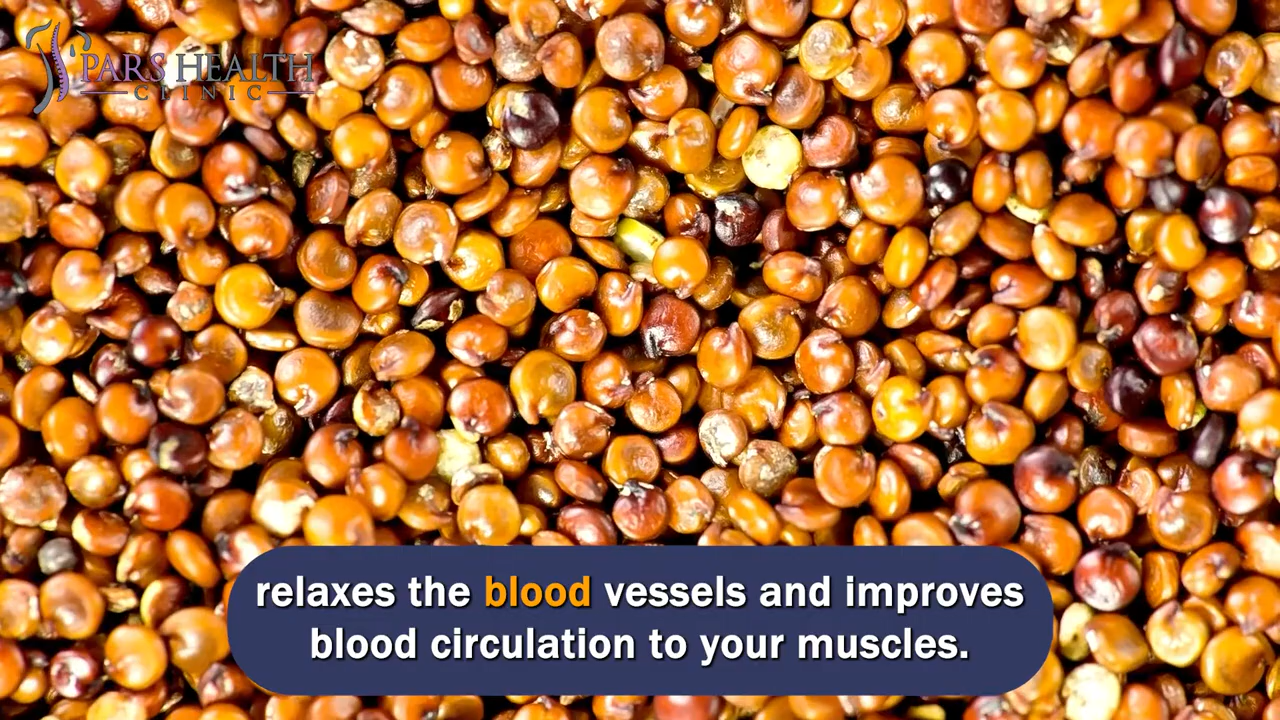 PARS HEALTH
CLINIC
relaxes the blood vessels and improves
blood circulation to your muscles.